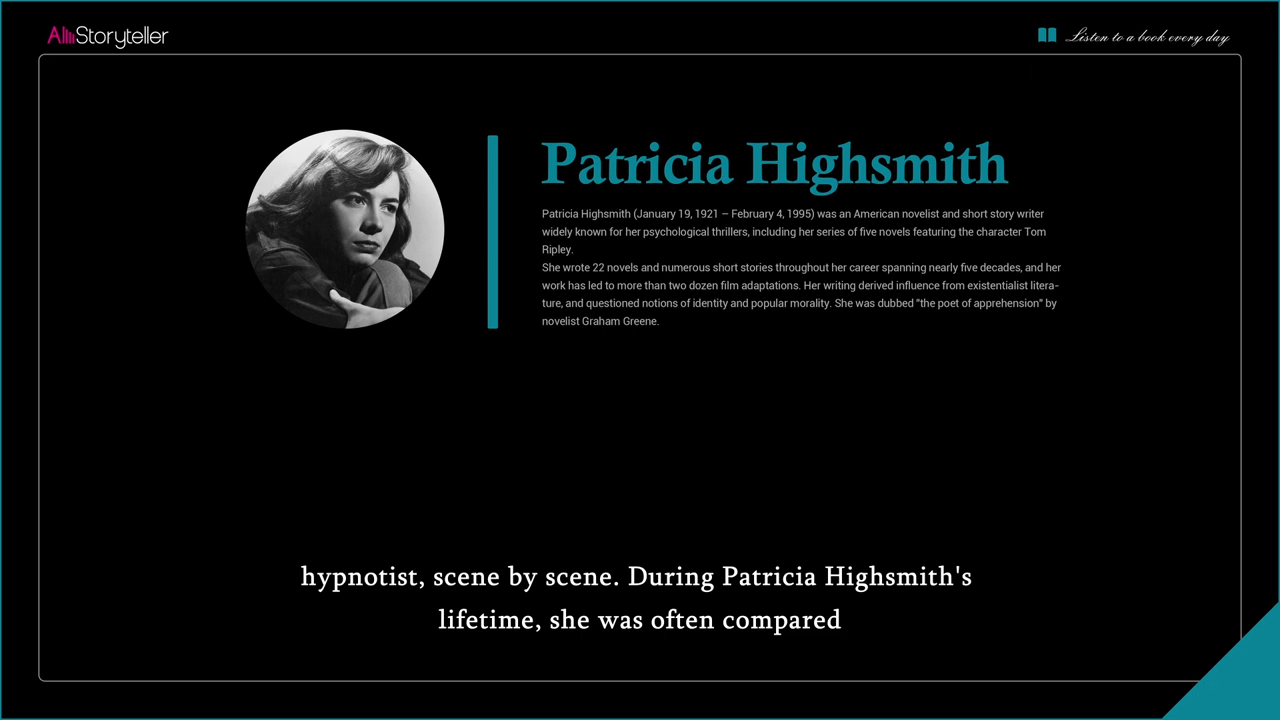 AllStoryteller
Listen to a book every day
Patricia Highsmith
Patricia Highsmith (January 19, 1921 – February 4, 1995) was an American novelist and short story writer
widely known for her psychological thrillers, including her series of five novels featuring the character Tom
Ripley.
She wrote 22 novels and numerous short stories throughout her career spanning nearly five decades, and her
work has led to more than two dozen film adaptations. Her writing derived influence from existentialist litera-
ture, and questioned notions of identity and popular morality. She was dubbed "the poet of apprehension" by
novelist Graham Greene.
hypnotist, scene by scene. During Patricia Highsmith's
lifetime, she was often compared